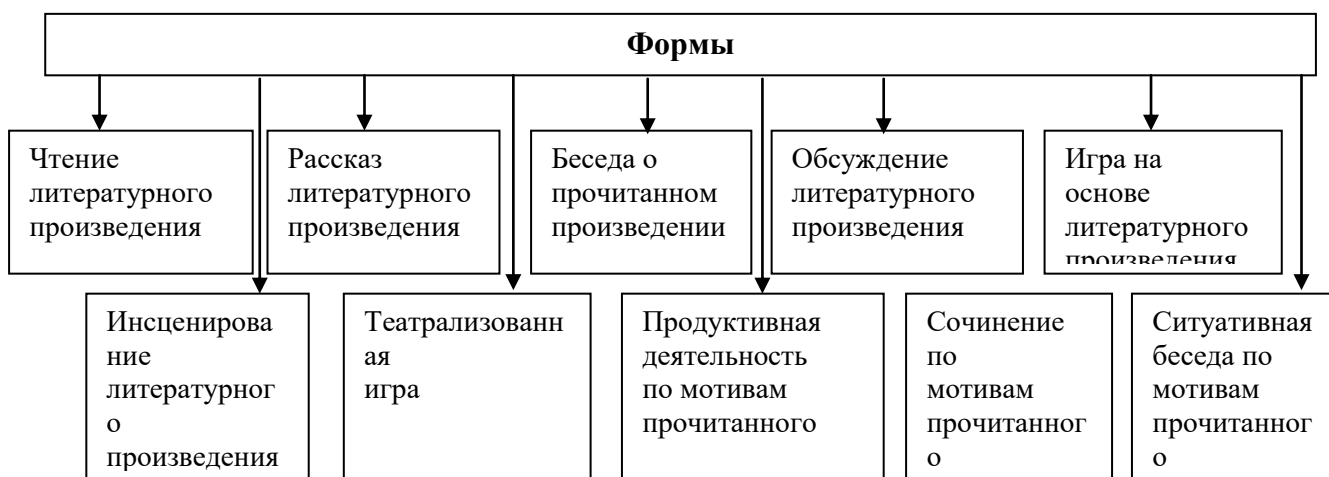 Формы
Чтение
литературного
произведения
Рассказ
литературного
произведения
Беседа о
прочитанном
произведении
Обсуждение
литературного
произведения
Игра на
основе
литературного
произведения
Инсценирова
ние
литературног
о
произведения
Театрализованн
ая
игра
Продуктивная
деятельность
по мотивам
прочитанного
Сочинение
по
мотивам
прочитанног
о
Ситуативная
беседа по
мотивам
прочитанног
о